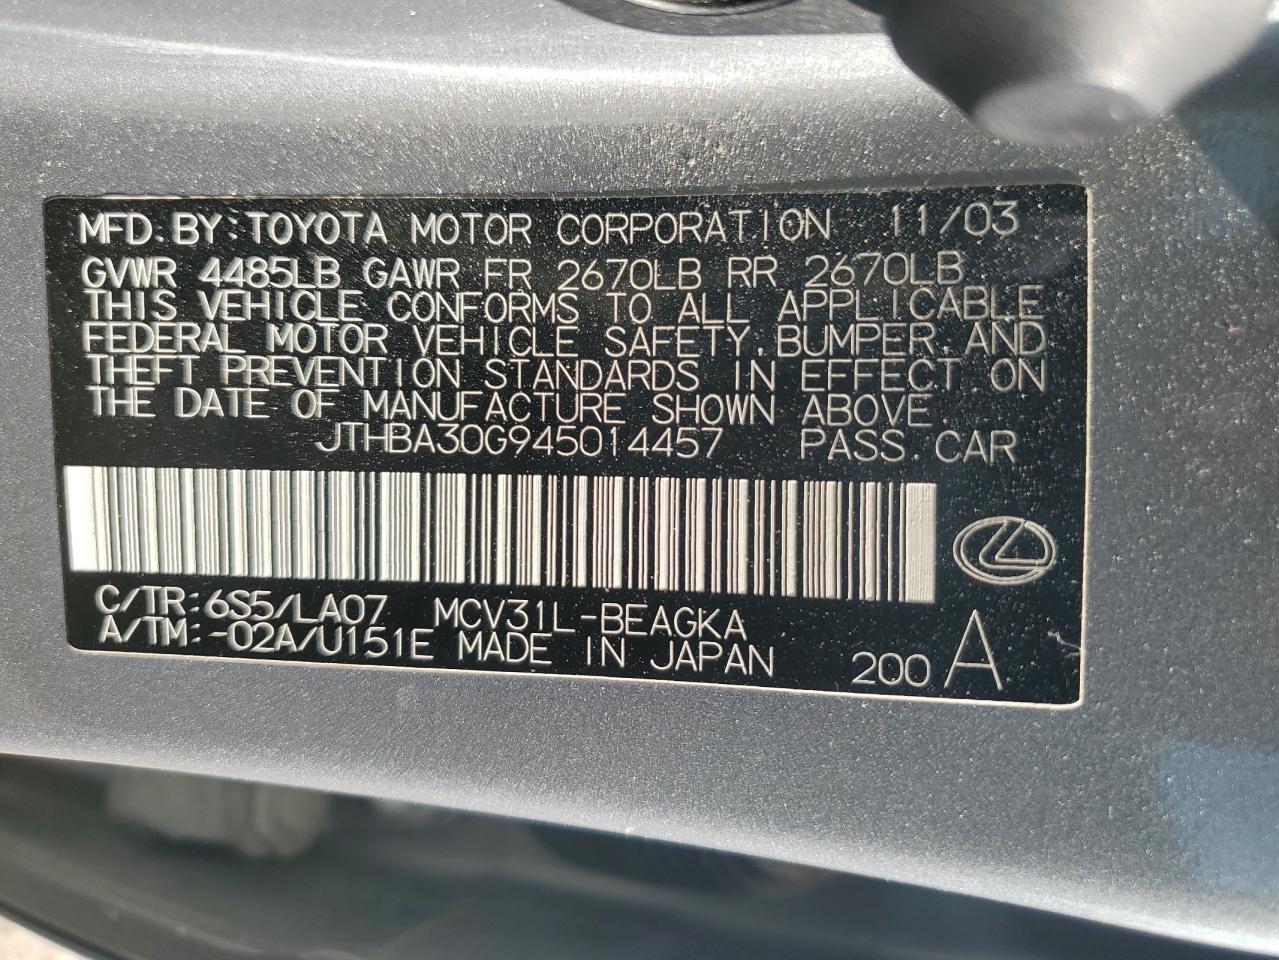 MFD. BY: TOYOTA MOTOR CORPORATION 11/03
GVWR 4485LB GAWR FR 2670LB RR 2670LB
THIS VEHICLE CONFORMS TO ALL APPLICABLE
FEDERAL MOTOR VEHICLE SAFETY, BUMPER, AND
THEFT PREVENTION STANDARDS IN EFFECT ON
THE DATE OF MANUFACTURE SHOWN ABOVE.
JTHBA30G945014457 PASS. CAR
C/TR: 6S5/LA07 MCV31L-BEAGKA
A/TM: -02A/U151E MADE IN JAPAN 200 A